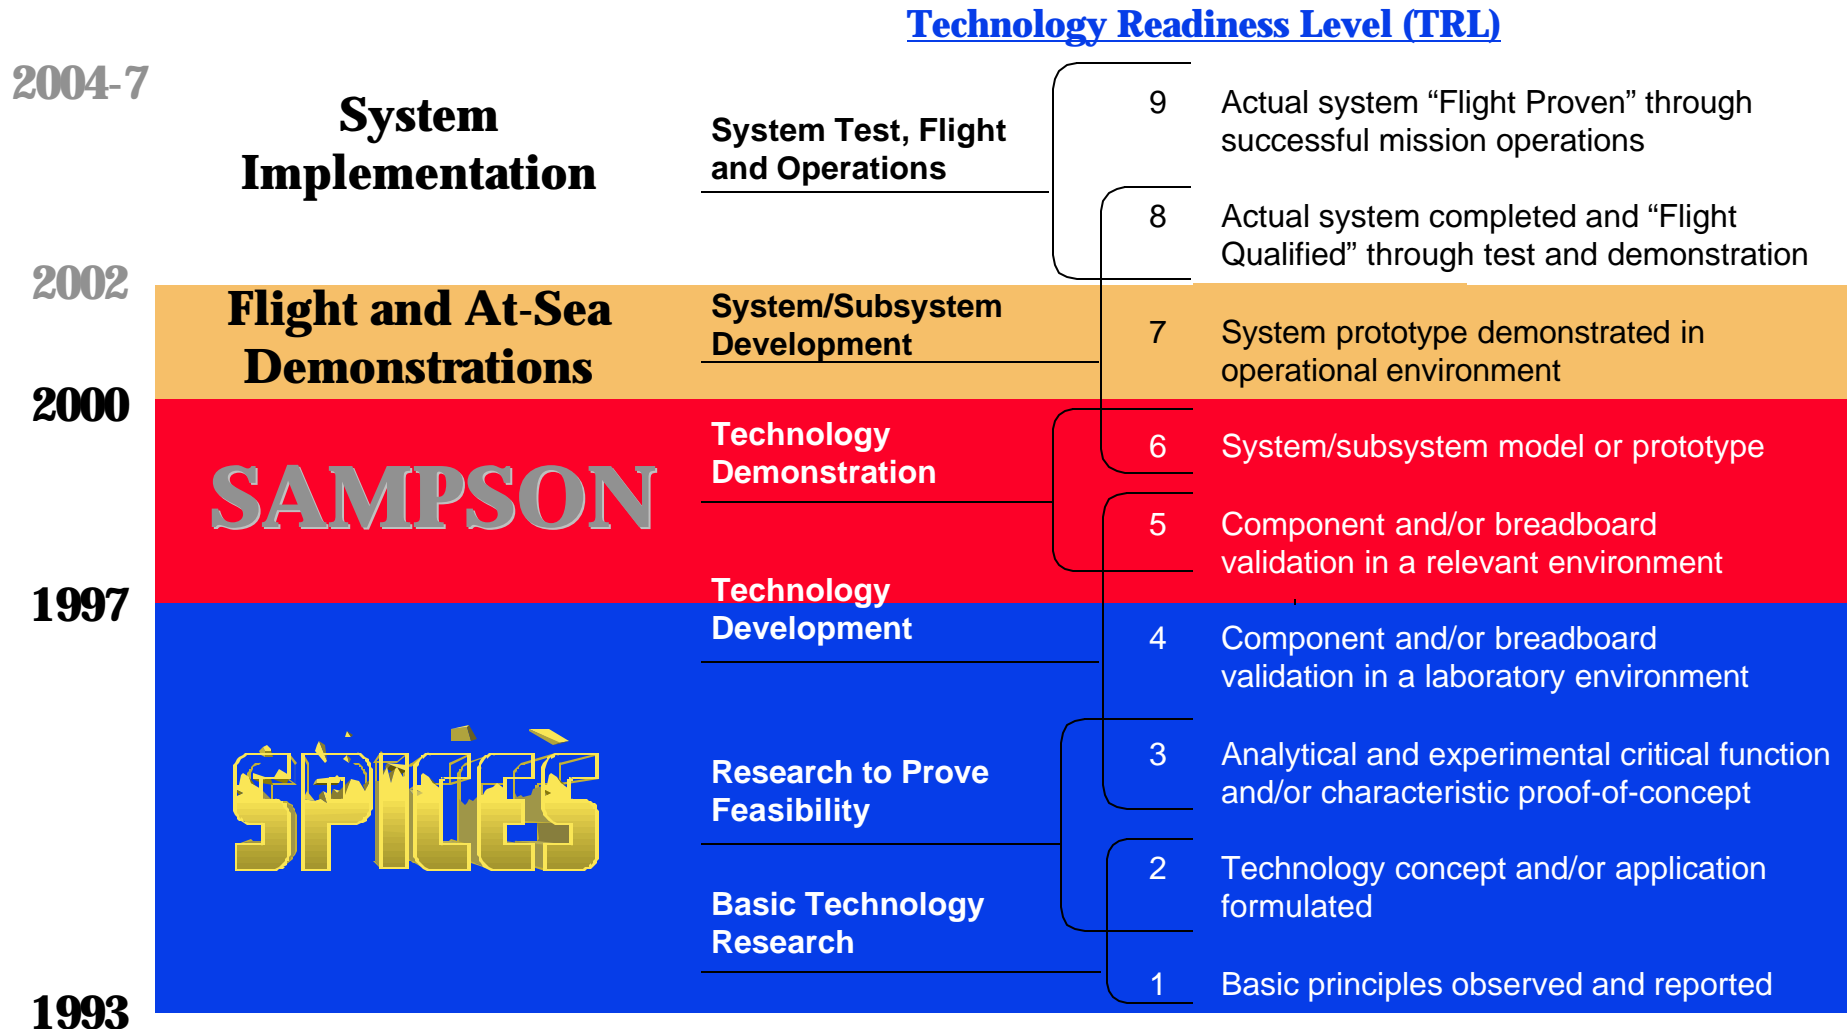 Technology Readiness Level (TRL)
2004-7
System
Implementation
System Test, Flight
and Operations
9 Actual system “Flight Proven” through
successful mission operations
8 Actual system completed and “Flight
Qualified” through test and demonstration
2002
Flight and At-Sea
Demonstrations
System/Subsystem
Development
7 System prototype demonstrated in
operational environment
2000
SAMPSON
Technology
Demonstration
6 System/subsystem model or prototype
5 Component and/or breadboard
validation in a relevant environment
1997
Technology
Development
4 Component and/or breadboard
validation in a laboratory environment
SPICES
Research to Prove
Feasibility
3 Analytical and experimental critical function
and/or characteristic proof-of-concept
2 Technology concept and/or application
formulated
Basic Technology
Research
1 Basic principles observed and reported
1993